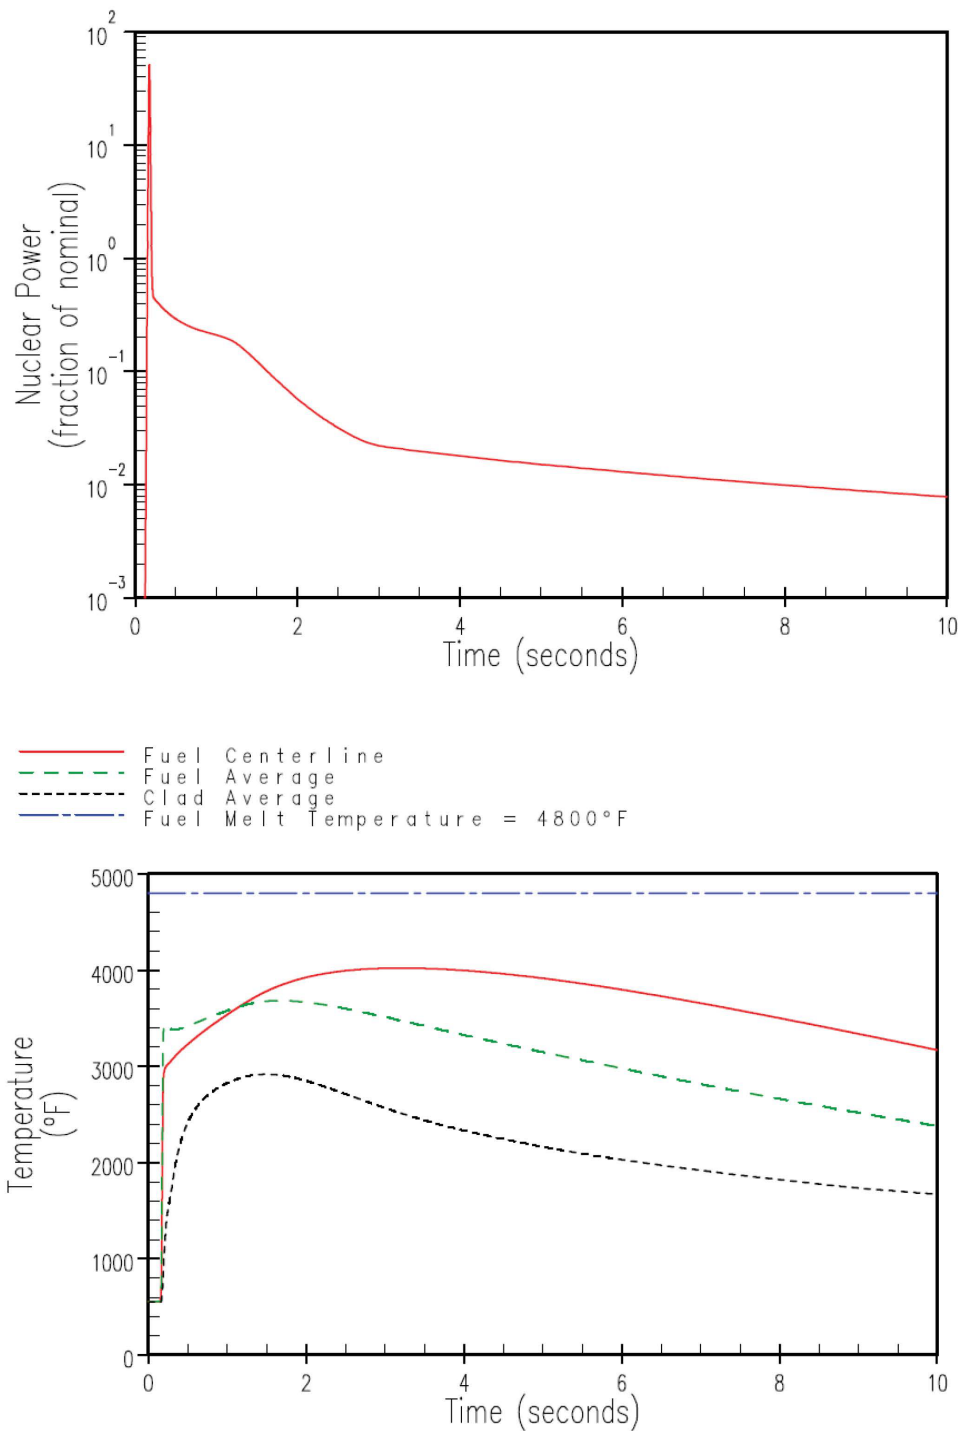 10^2
10^1
10^0
10^-1
10^-2
10^-3
Nuclear Power
(fraction of nominal)
0 2 4 6 8 10
Time (seconds)
Fuel Centerline
Fuel Average
Clad Average
Fuel Melt Temperature = 4800°F
5000
4000
3000
2000
1000
0
Temperature
(°F)
0 2 4 6 8 10
Time (seconds)